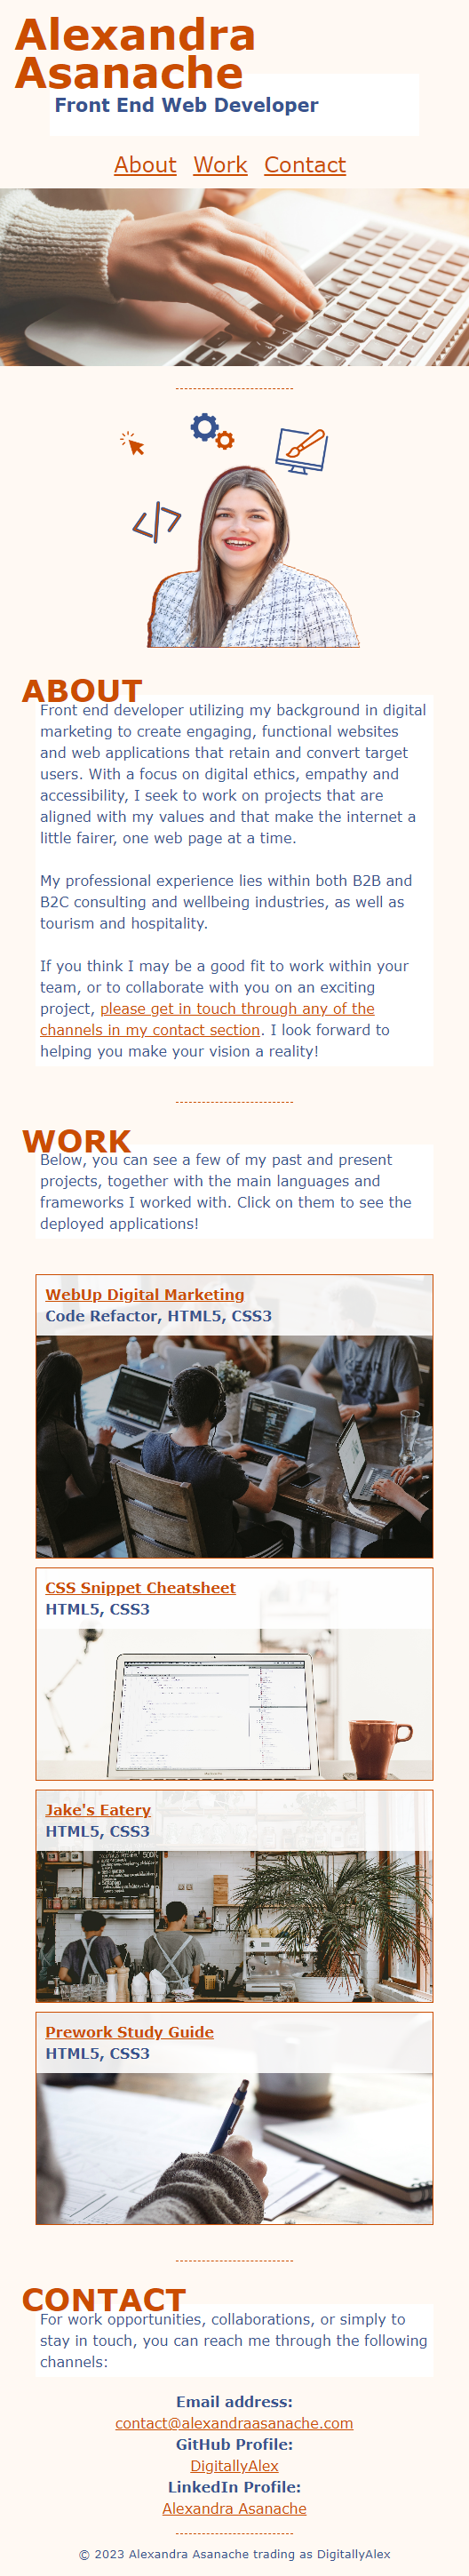 Alexandra
Asanache
Front End Web Developer
About Work Contact
</>
ABOUT
Front end developer utilizing my background in digital
marketing to create engaging, functional websites
and web applications that retain and convert target
users. With a focus on digital ethics, empathy and
accessibility, I seek to work on projects that are
aligned with my values and that make the internet a
little fairer, one web page at a time.
My professional experience lies within both B2B and
B2C consulting and wellbeing industries, as well as
tourism and hospitality.
If you think I may be a good fit to work within your
team, or to collaborate with you on an exciting
project, please get in touch through any of the
channels in my contact section. I look forward to
helping you make your vision a reality!
WORK
Below, you can see a few of my past and present
projects, together with the main languages and
frameworks I worked with. Click on them to see the
deployed applications!
WebUp Digital Marketing
Code Refactor, HTML5, CSS3
CSS Snippet Cheatsheet
HTML5, CSS3
Jake's Eatery
HTML5, CSS3
Prework Study Guide
HTML5, CSS3
CONTACT
For work opportunities, collaborations, or simply to
stay in touch, you can reach me through the following
channels:
Email address:
contact@alexandraasanache.com
GitHub Profile:
DigitallyAlex
LinkedIn Profile:
Alexandra Asanache
© 2023 Alexandra Asanache trading as DigitallyAlex